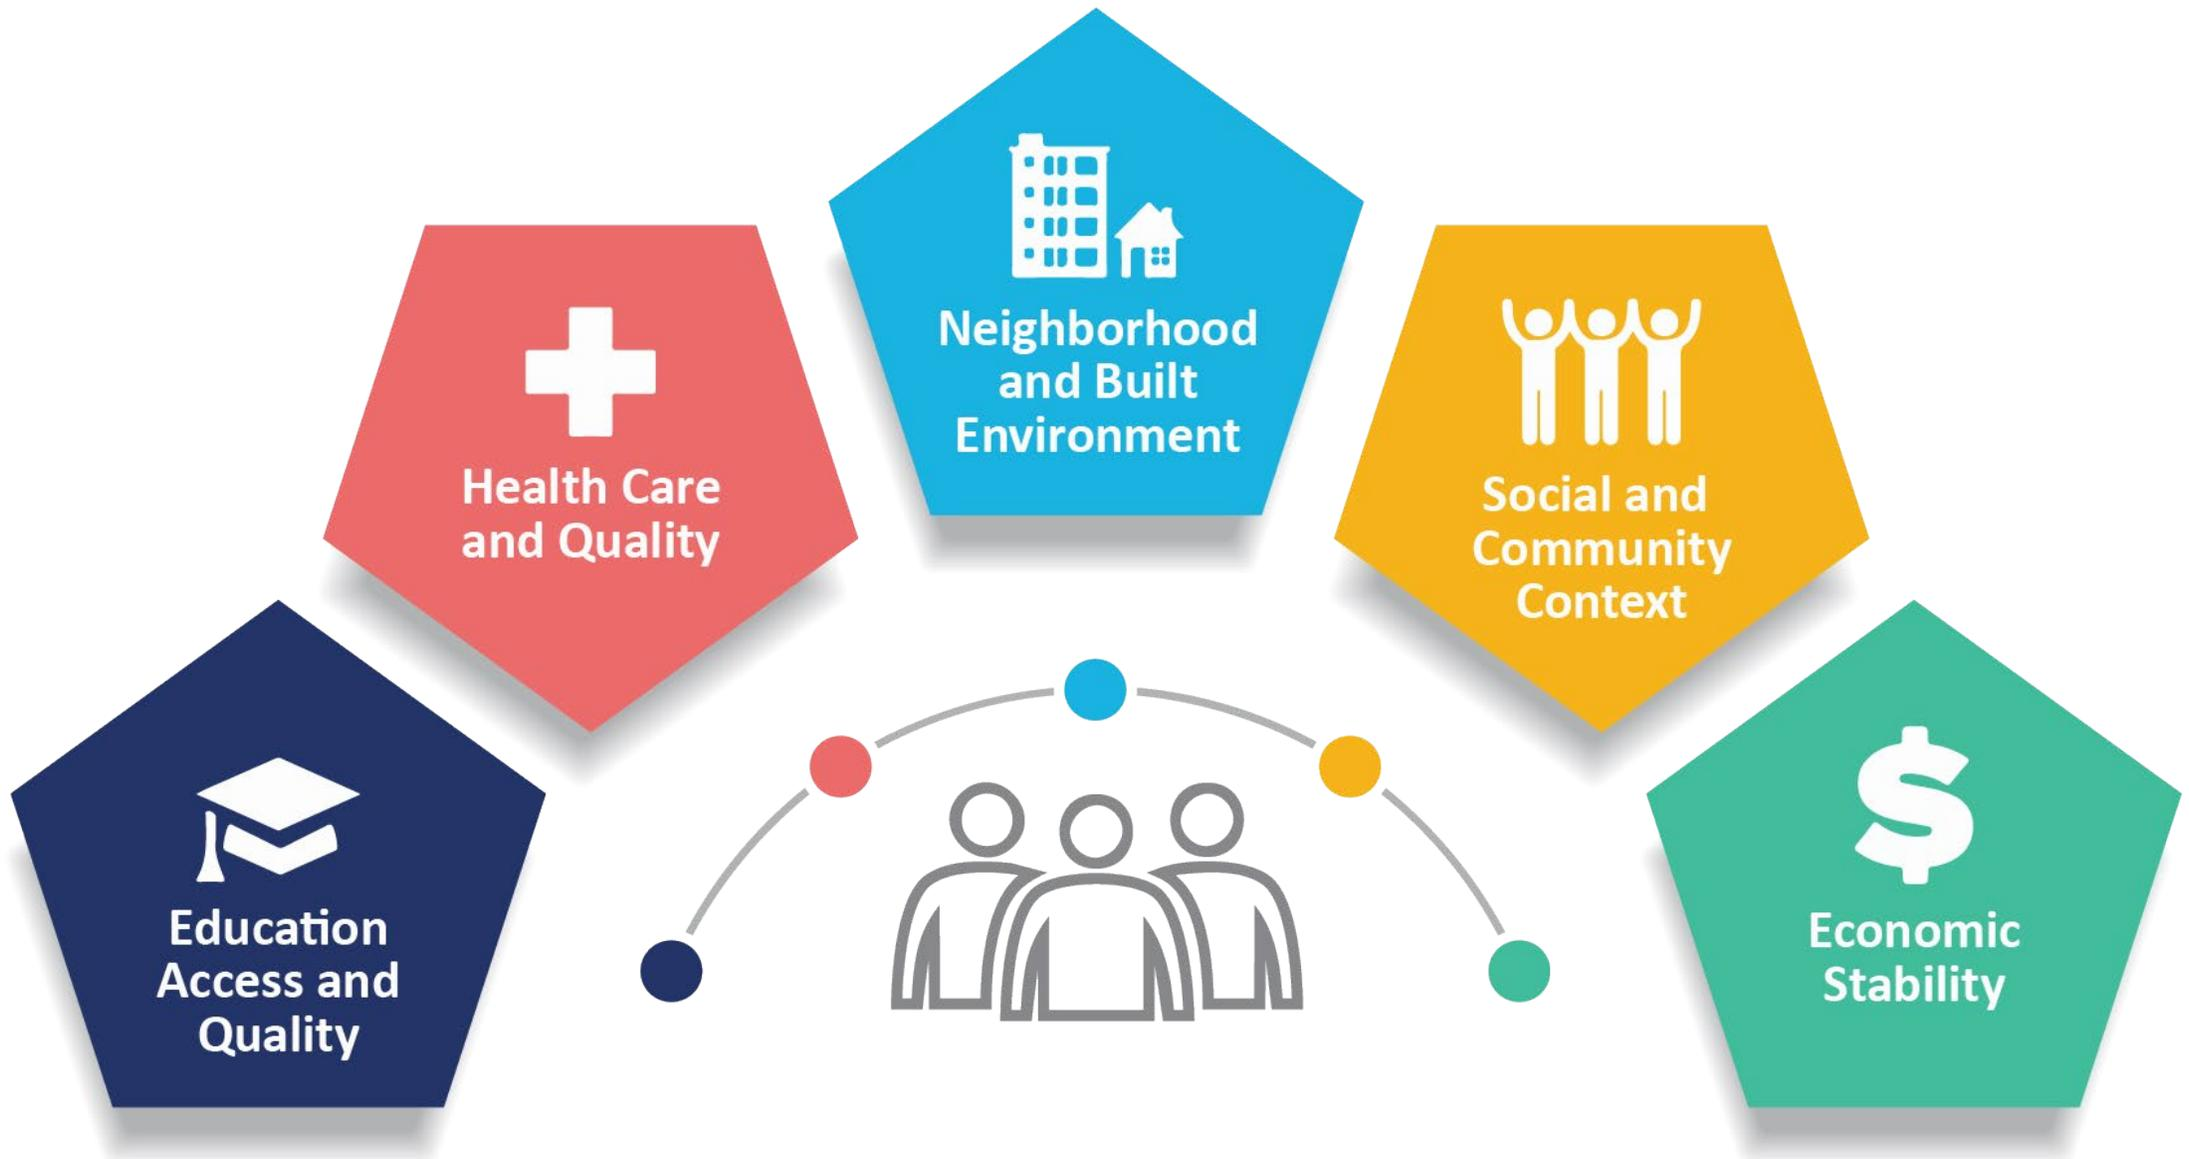 Neighborhood
and Built
Environment
Health Care
and Quality
Social and
Community
Context
Education
Access and
Quality
Economic
Stability